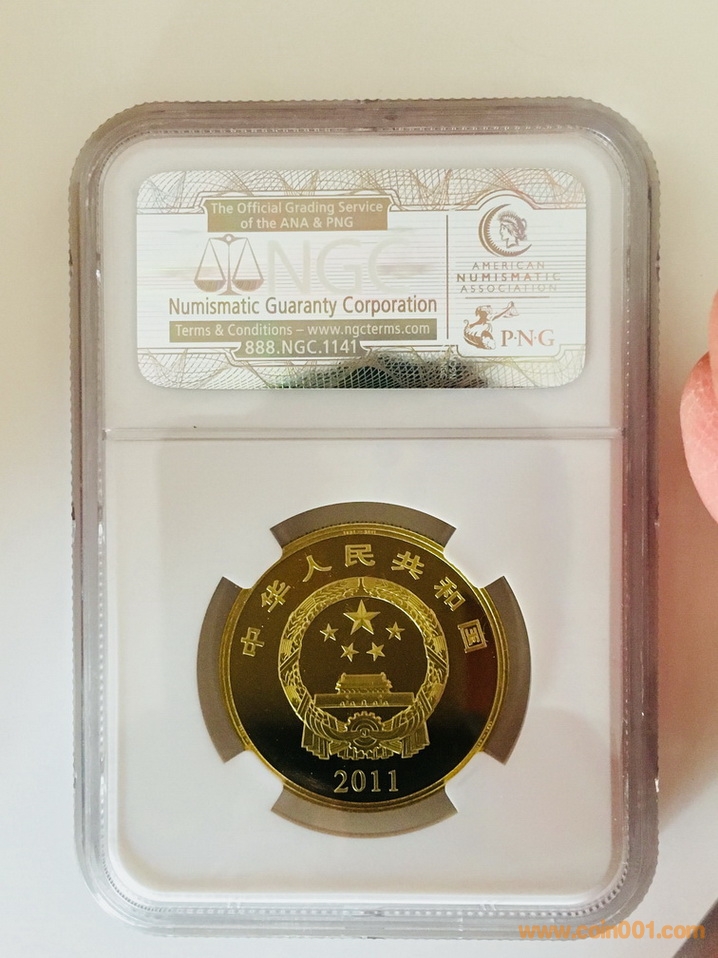 The Official Grading Service
of the ANA & PNG
NGC
Numismatic Guaranty Corporation
Terms & Conditions – www.ngcterms.com
888.NGC.1141
AMERICAN
NUMISMATIC
ASSOCIATION
P·N·G
中华人民共和国
2011
www.coin001.com